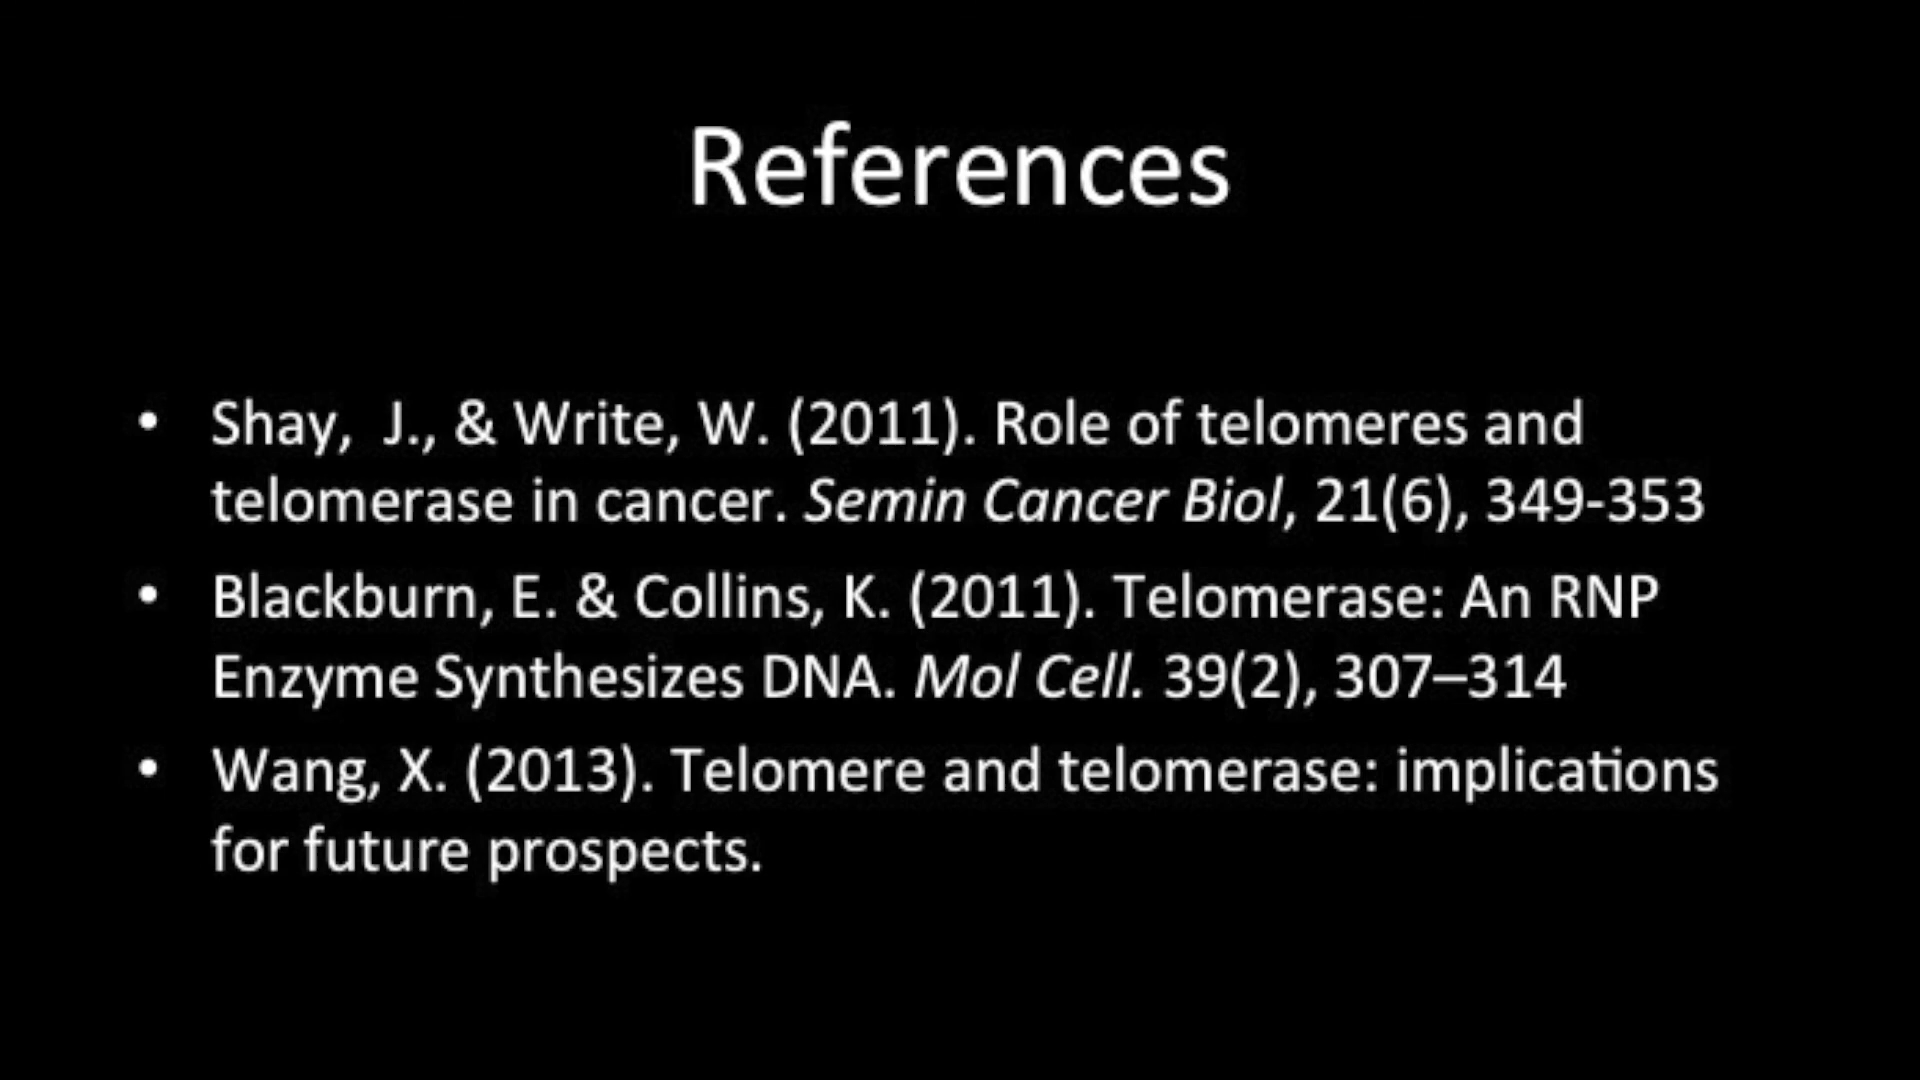 References
• Shay,  J., & Write, W. (2011). Role of telomeres and
telomerase in cancer. Semin Cancer Biol, 21(6), 349-353
• Blackburn, E. & Collins, K. (2011). Telomerase: An RNP
Enzyme Synthesizes DNA. Mol Cell. 39(2), 307–314
• Wang, X. (2013). Telomere and telomerase: implications
for future prospects.